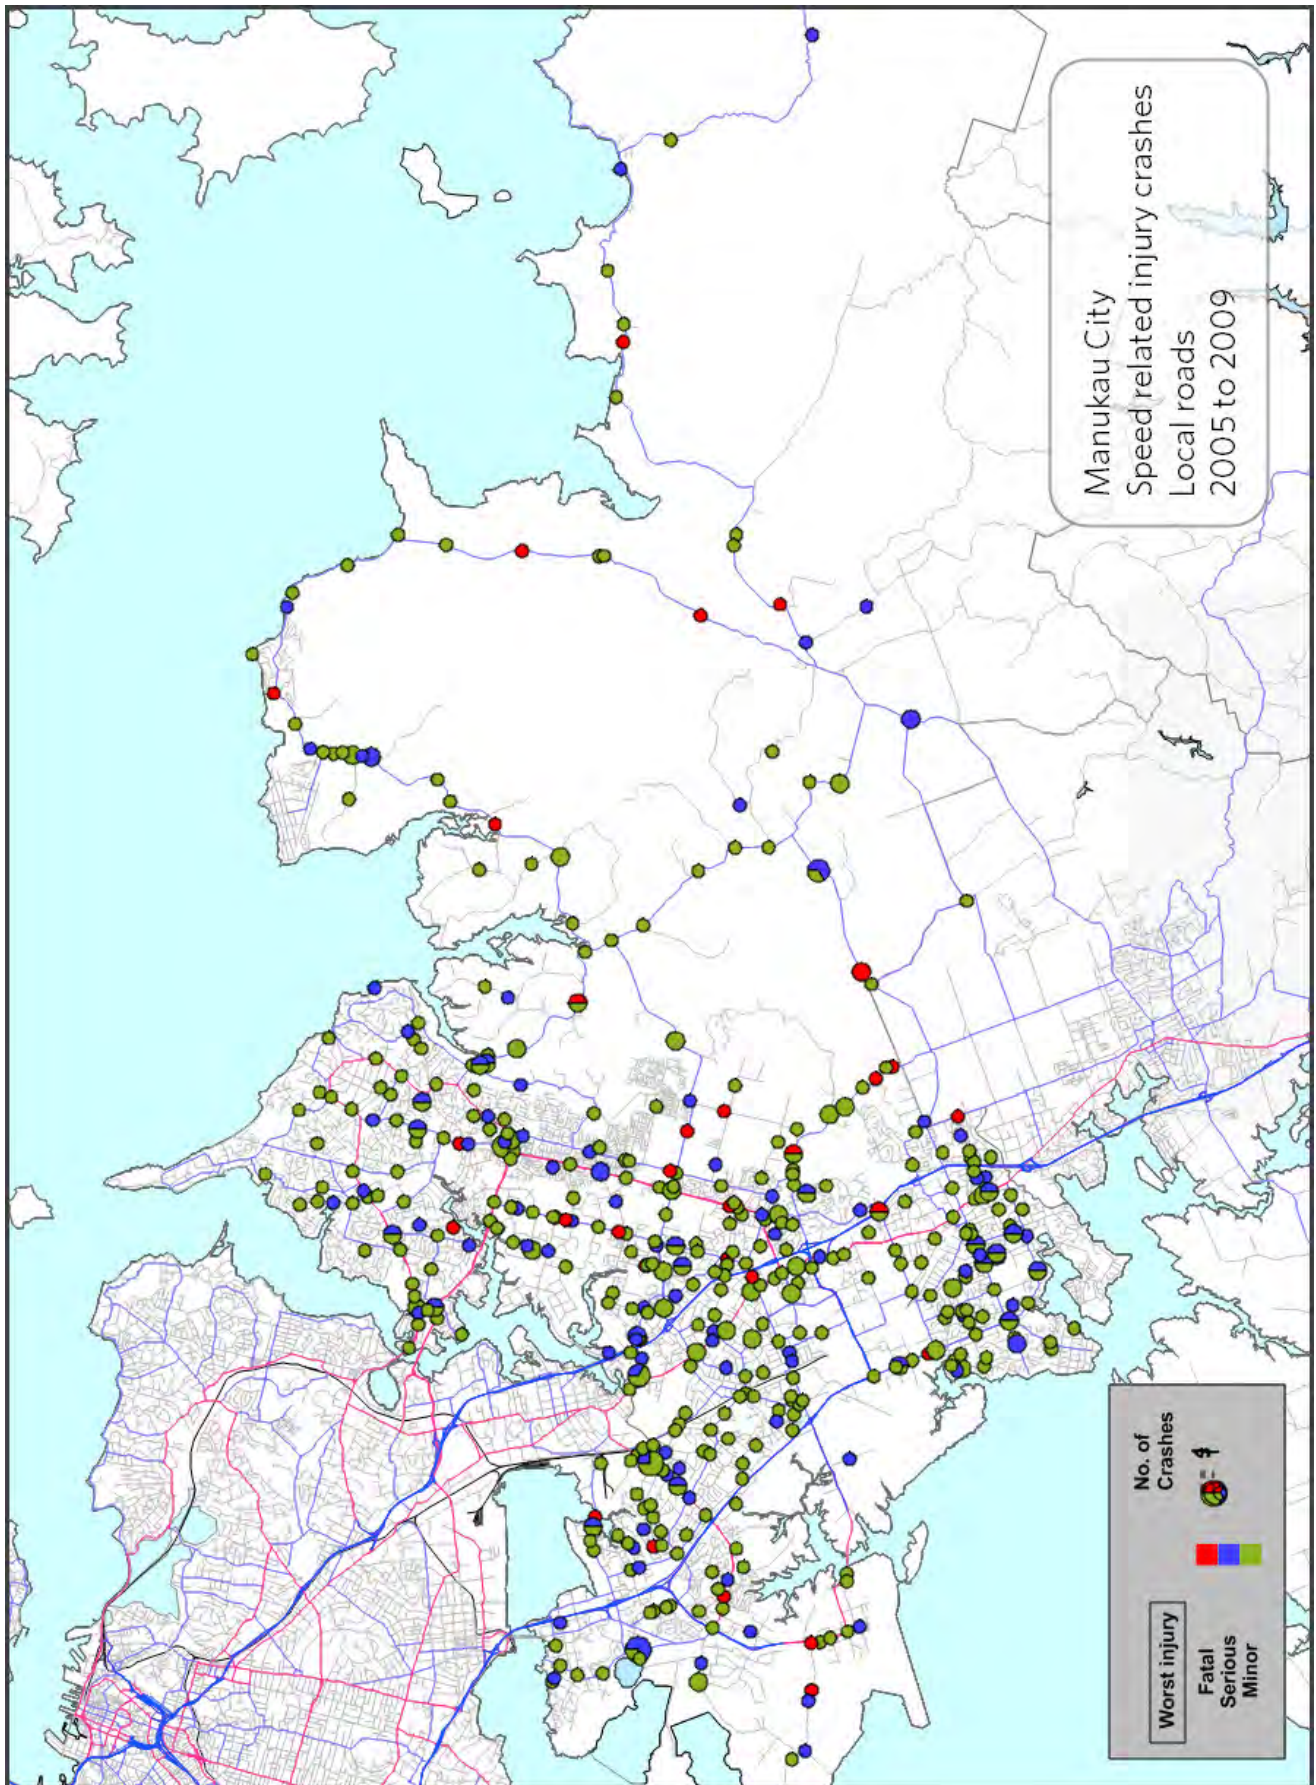 Manukau City
Speed related injury crashes
Local roads
2005 to 2009
Worst injury
No. of
Crashes
Fatal
Serious
Minor